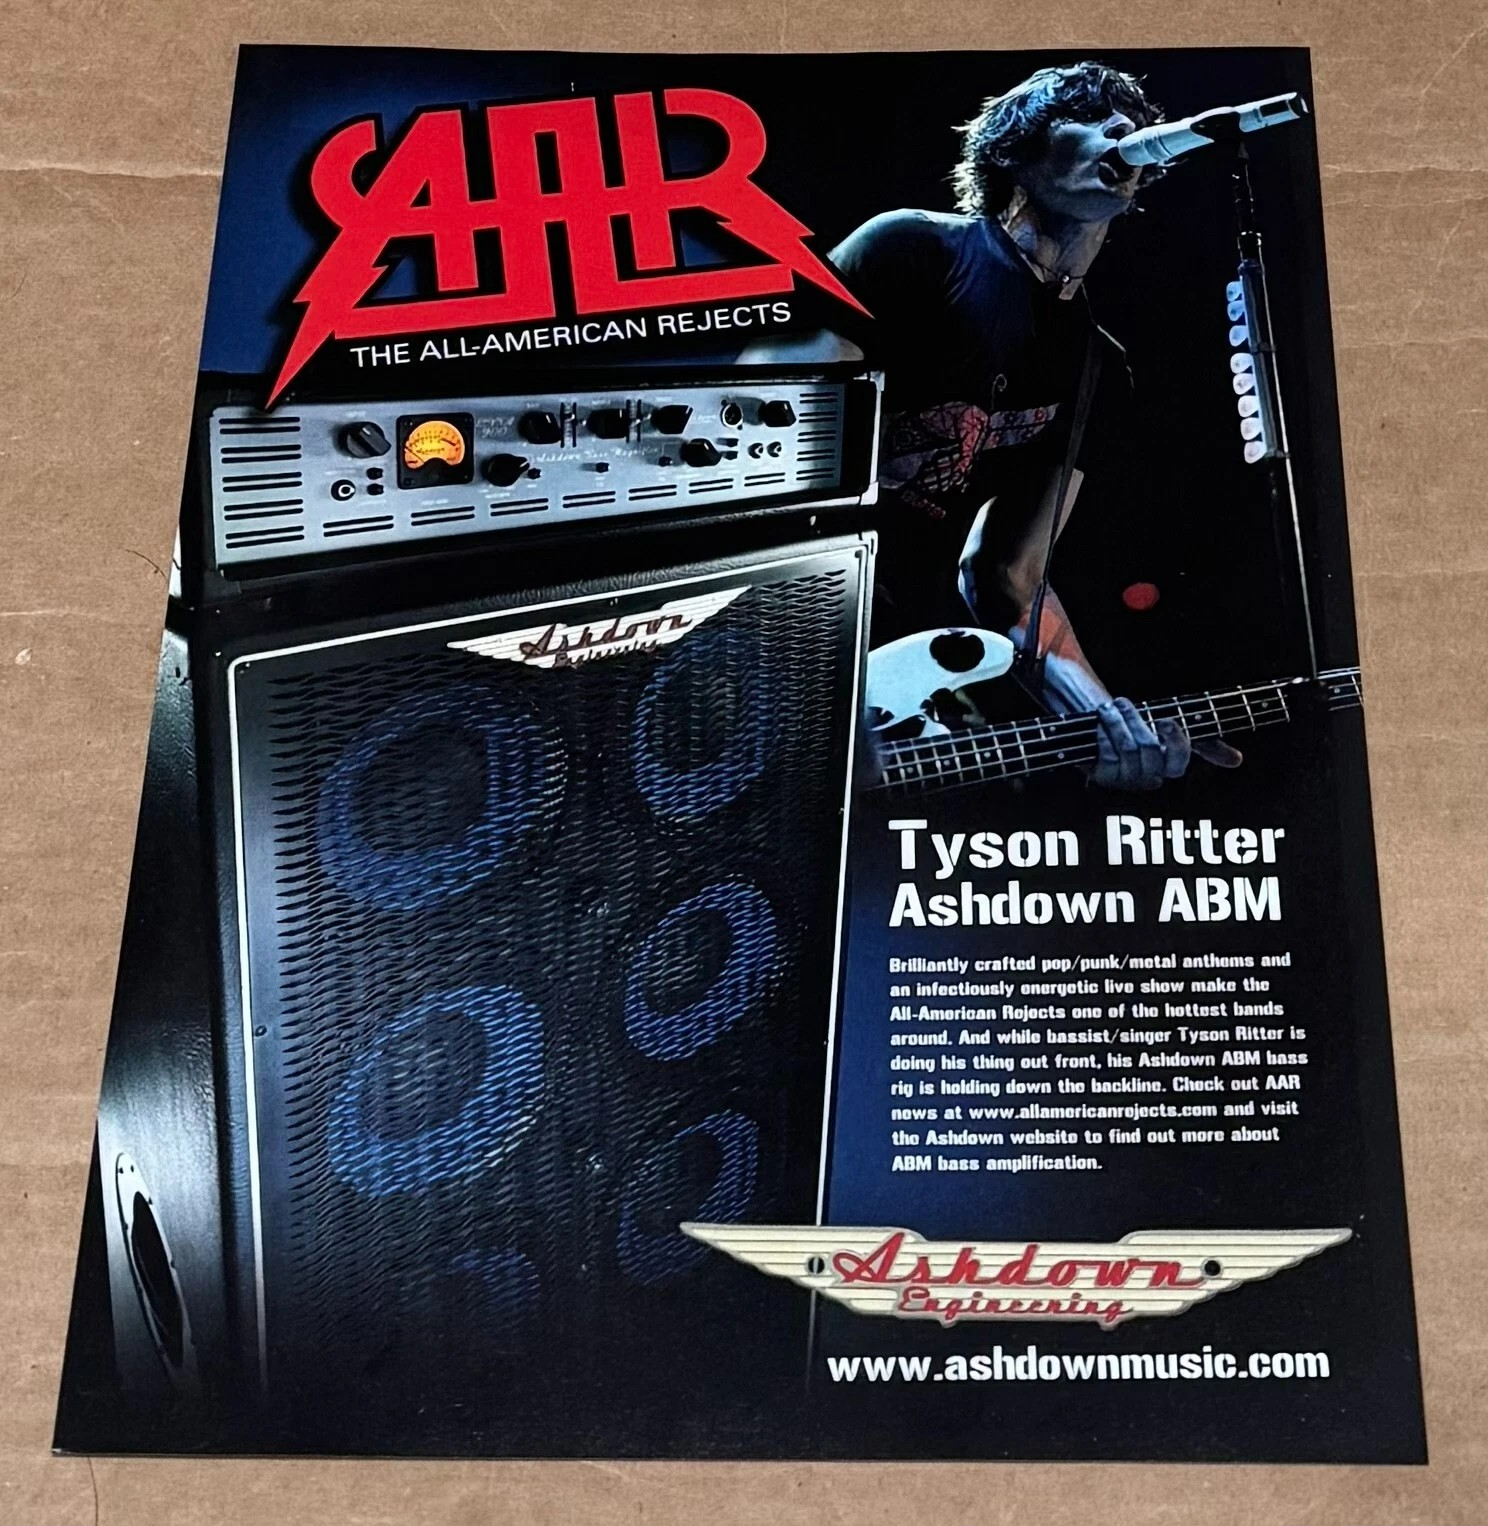 AAR
THE ALL-AMERICAN REJECTS
Ashdown
Engineering
Tyson Ritter
Ashdown ABM
Brilliantly crafted pop/punk/metal anthems and
an infectiously energetic live show make the
All-American Rejects one of the hottest bands
around. And while bassist/singer Tyson Ritter is
doing his thing out front, his Ashdown ABM bass
rig is holding down the backline. Check out AAR
news at www.allamericanrejects.com and visit
the Ashdown website to find out more about
ABM bass amplification.
Ashdown
Engineering
www.ashdownmusic.com